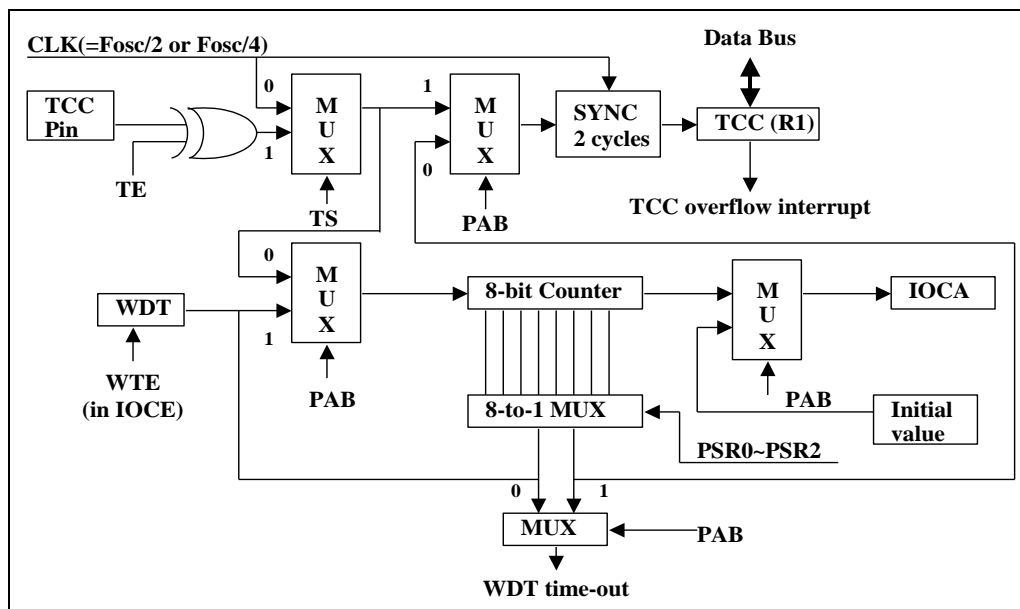 CLK(=Fosc/2 or Fosc/4)
Data Bus
TCC
Pin
0
1
M
U
X
1
0
M
U
X
SYNC
2 cycles
TCC (R1)
TE
TS
PAB
TCC overflow interrupt
0
1
M
U
X
WDT
8-bit Counter
M
U
X
IOCA
WTE
(in IOCE)
PAB
8-to-1 MUX
PAB
Initial
value
PSR0~PSR2
0
1
MUX
PAB
WDT time-out